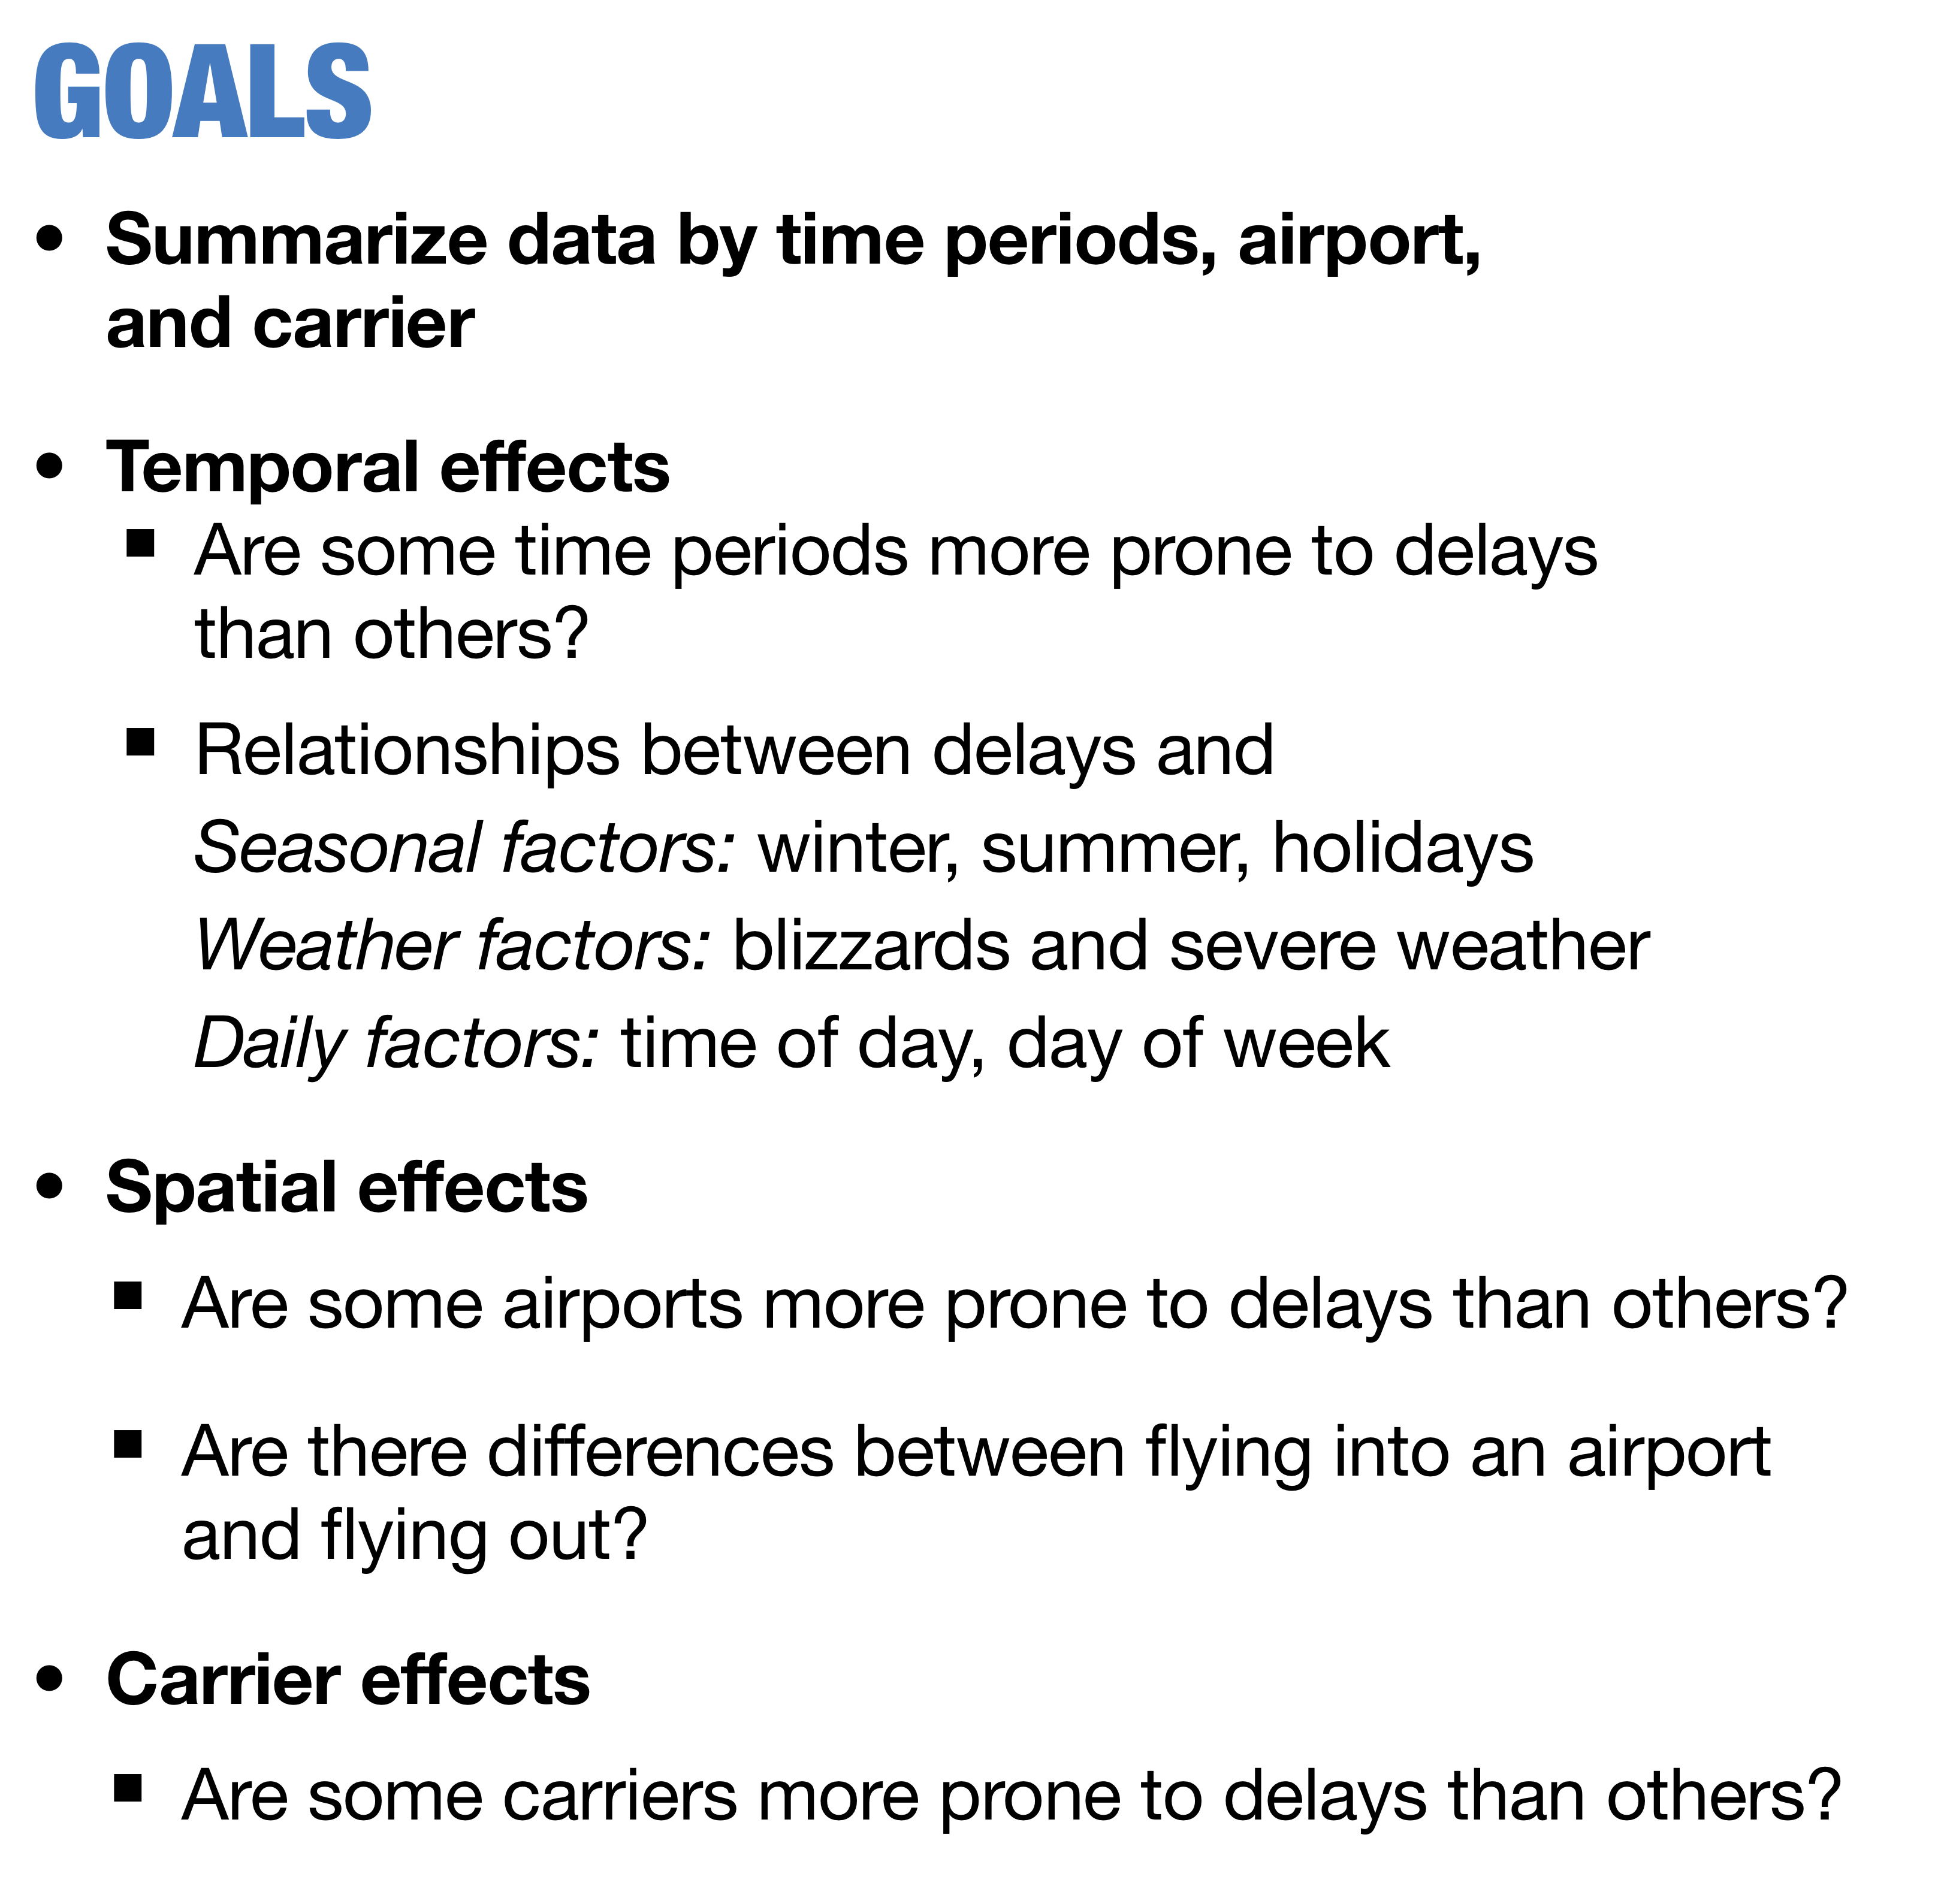 GOALS
• Summarize data by time periods, airport,
and carrier
• Temporal effects
■ Are some time periods more prone to delays
than others?
■ Relationships between delays and
Seasonal factors: winter, summer, holidays
Weather factors: blizzards and severe weather
Daily factors: time of day, day of week
• Spatial effects
■ Are some airports more prone to delays than others?
■ Are there differences between flying into an airport
and flying out?
• Carrier effects
■ Are some carriers more prone to delays than others?